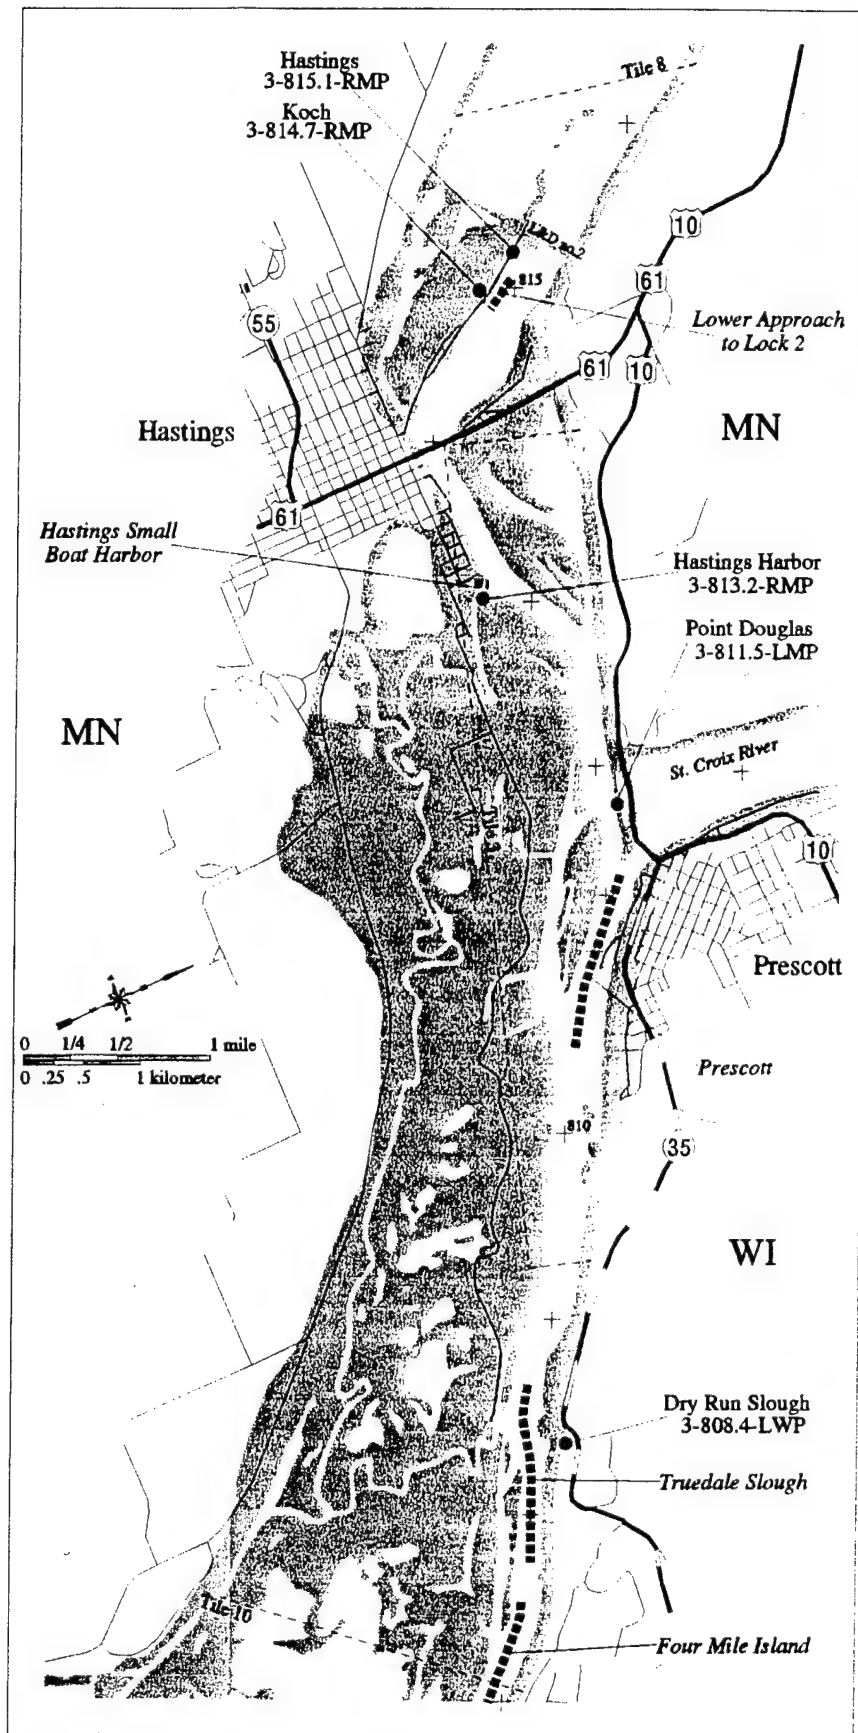 Hastings
3-815.1-RMP
Koch
3-814.7-RMP
Tile 8
10
L&D no.2
61
815
55
Lower Approach
to Lock 2
61
10
Hastings
MN
61
Hastings Small
Boat Harbor
Hastings Harbor
3-813.2-RMP
Point Douglas
3-811.5-LMP
MN
St. Croix River
Tile 9
10
Prescott
0 1/4 1/2 1 mile
0 .25 .5 1 kilometer
Prescott
810
35
WI
Dry Run Slough
3-808.4-LWP
Truedale Slough
Tile 10
Four Mile Island